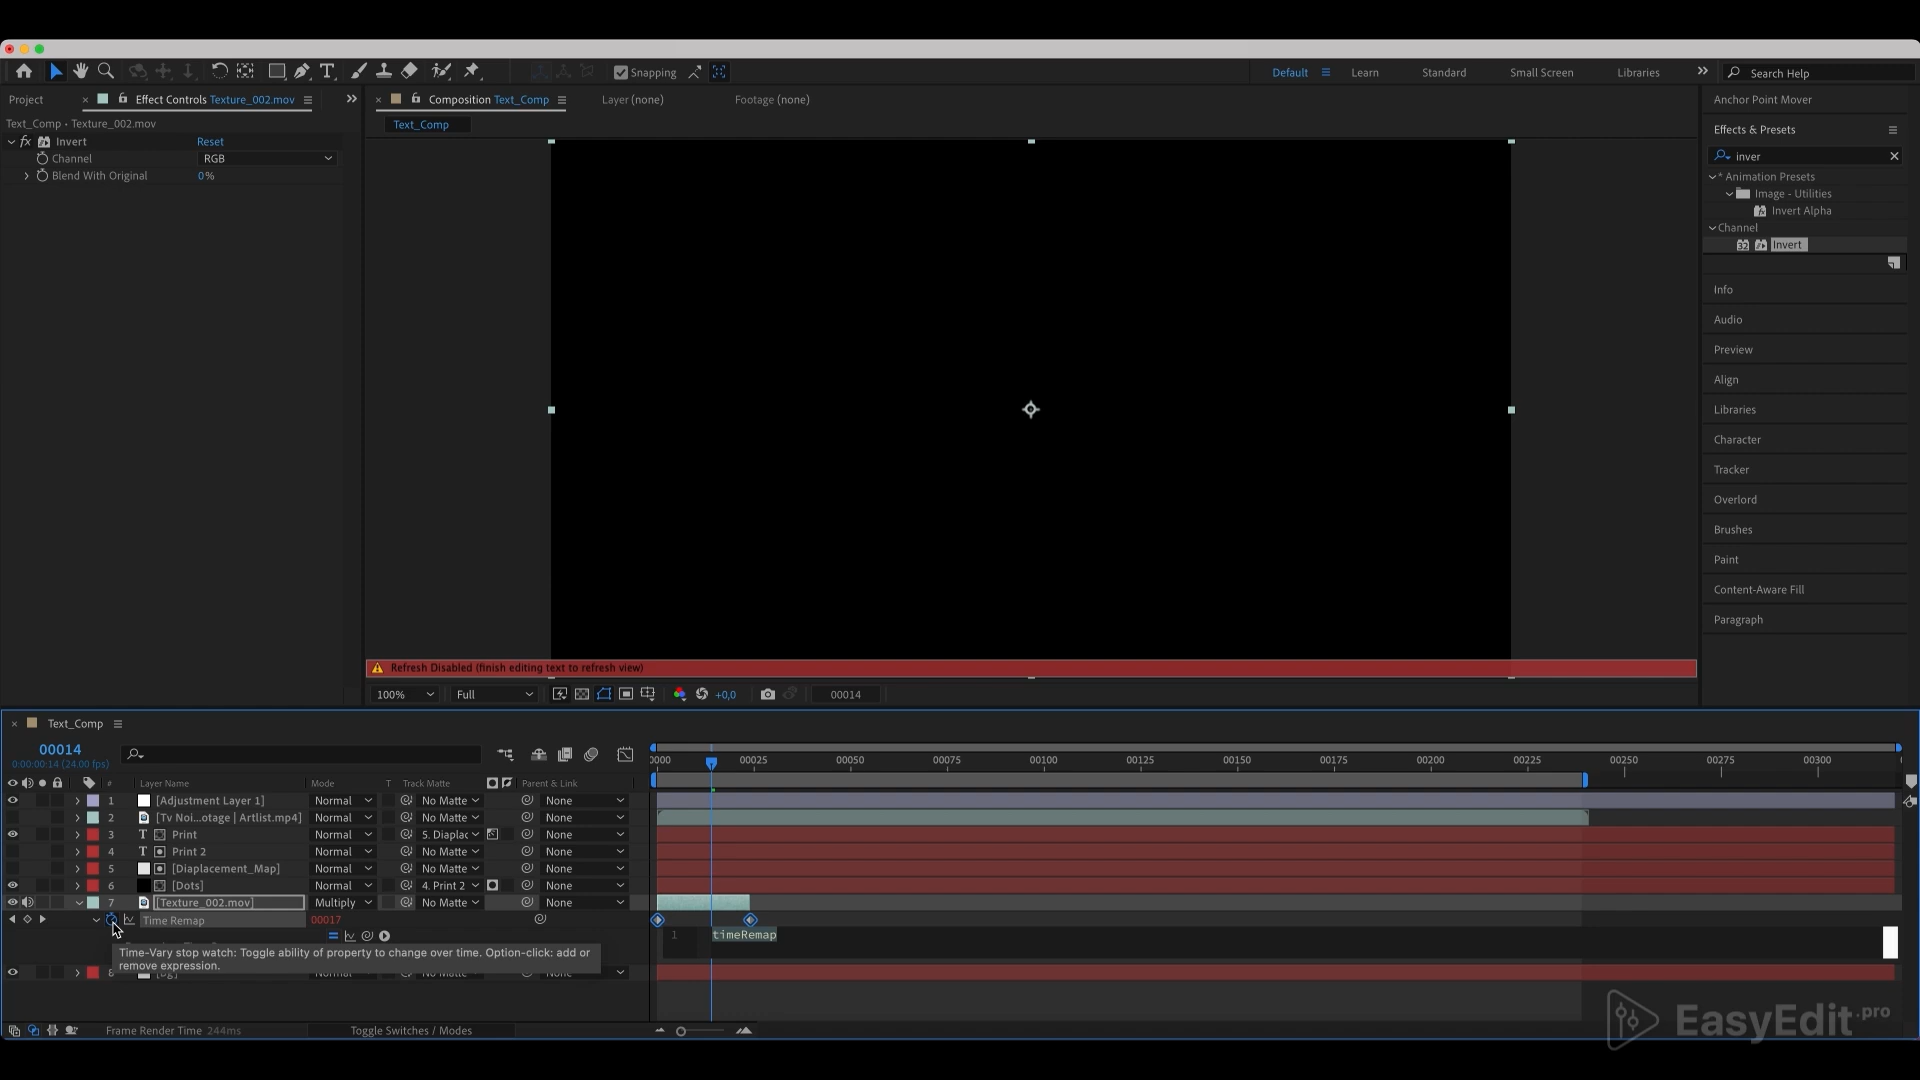 Snapping
Default
Learn
Standard
Small Screen
Libraries
Search Help
Project
Effect Controls Texture_002.mov
Composition Text_Comp
Layer (none)
Footage (none)
Anchor Point Mover
Text_Comp • Texture_002.mov
Text_Comp
Effects & Presets
fx Invert
Reset
Channel
RGB
Blend With Original
0%
inver
* Animation Presets
Image - Utilities
Invert Alpha
Channel
32
Invert
Info
Audio
Preview
Align
Libraries
Character
Tracker
Overlord
Brushes
Paint
Content-Aware Fill
Paragraph
Refresh Disabled (finish editing text to refresh view)
100%
Full
+0,0
00014
Text_Comp
00014
0:00:00:14 (24.00 fps)
0000 00025 00050 00075 00100 00125 00150 00175 00200 00225 00250 00275 00300
# Layer Name Mode T Track Matte Parent & Link
1 [Adjustment Layer 1] Normal No Matte None
2 [Tv Noi...otage | Artlist.mp4] Normal No Matte None
3 T Print Normal 5. Diaplac None
4 T Print 2 Normal No Matte None
5 [Diaplacement_Map] Normal No Matte None
6 [Dots] Normal 4. Print 2 None
7 [Texture_002.mov] Multiply No Matte None
Time Remap 00017
1 timeRemap
Time-Vary stop watch: Toggle ability of property to change over time. Option-click: add or
remove expression.
Frame Render Time 244ms
Toggle Switches / Modes
EasyEdit.pro